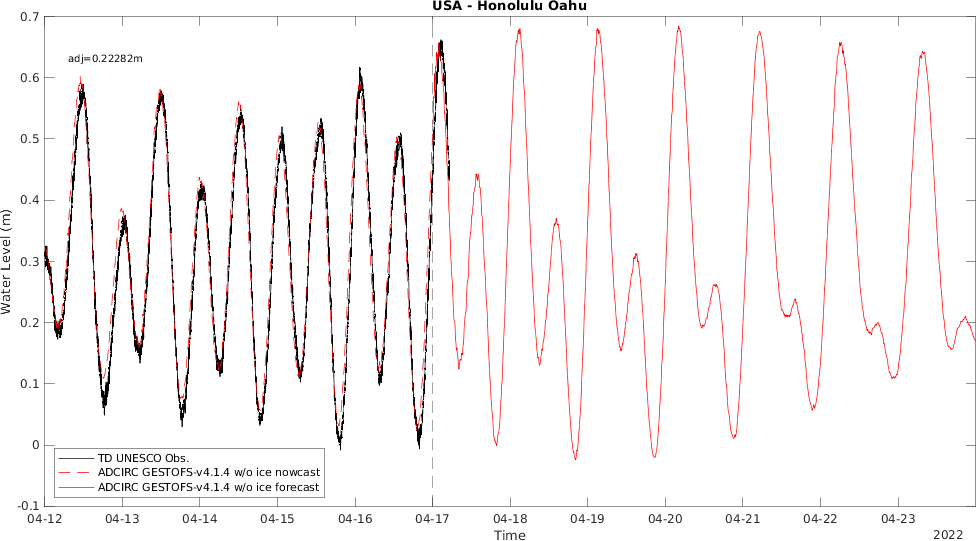 USA - Honolulu Oahu
0.7
0.6
0.5
0.4
0.3
0.2
0.1
0
-0.1
Water Level (m)
adj=0.22282m
TD UNESCO Obs.
ADCIRC GESTOFS-v4.1.4 w/o ice nowcast
ADCIRC GESTOFS-v4.1.4 w/o ice forecast
04-12 04-13 04-14 04-15 04-16 04-17 04-18 04-19 04-20 04-21 04-22 04-23
Time
2022